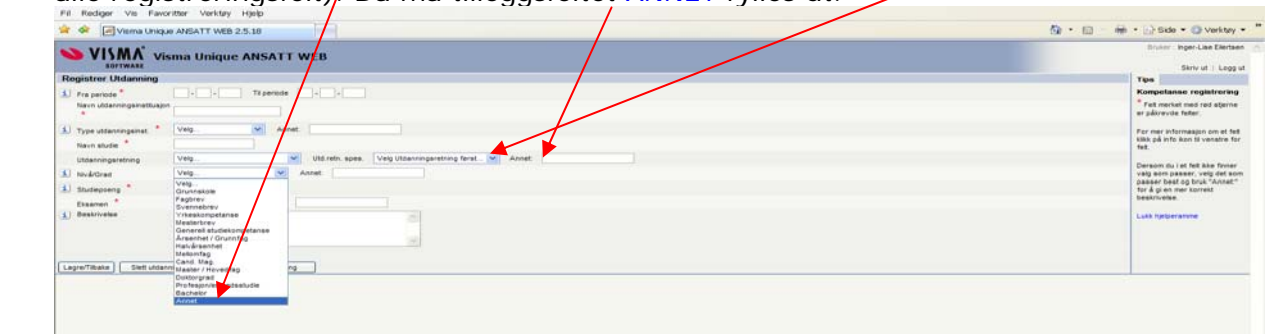 alle registreringsfelt). Da må tilleggsfeltet ANNET fylles ut.
Fil Rediger Vis Favoritter Verktøy Hjelp
Visma Unique ANSATT WEB 2.5.18
Side Verktøy
VISMA SOFTWARE Visma Unique ANSATT WEB
Bruker : Inger-Lise Eilertsen
Skriv ut | Logg ut
Registrer Utdanning
Fra periode * - - Til periode - -
Navn utdanningsinstitusjon *
Type utdanningsinst. * Velg... Annet:
Navn studie *
Utdanningsretning Velg... Utd.retn. spes. Velg Utdanningsretning først... Annet:
Nivå/Grad Velg... Annet:
Studiepoeng *
Eksamen *
Beskrivelse
Velg...
Grunnskole
Fagbrev
Svennebrev
Yrkeskompetanse
Mesterbrev
Generell studiekompetanse
Årsenhet / Grunnfag
Halvårsenhet
Mellomfag
Cand. Mag.
Master / Hovedfag
Doktorgrad
Bachelor
Annet
Lagre/Tilbake Slett utdann ng
Tips
Kompetanse registrering
* Felt merket med rød stjerne
er påkrevde felter.
For mer informasjon om et felt
klikk på info ikon til venstre for
felt.
Dersom du i et felt ikke finner
valg som passer, velg det som
passer best og bruk "Annet:"
for å gi en mer korrekt
beskrivelse.
Lukk hjelperamme